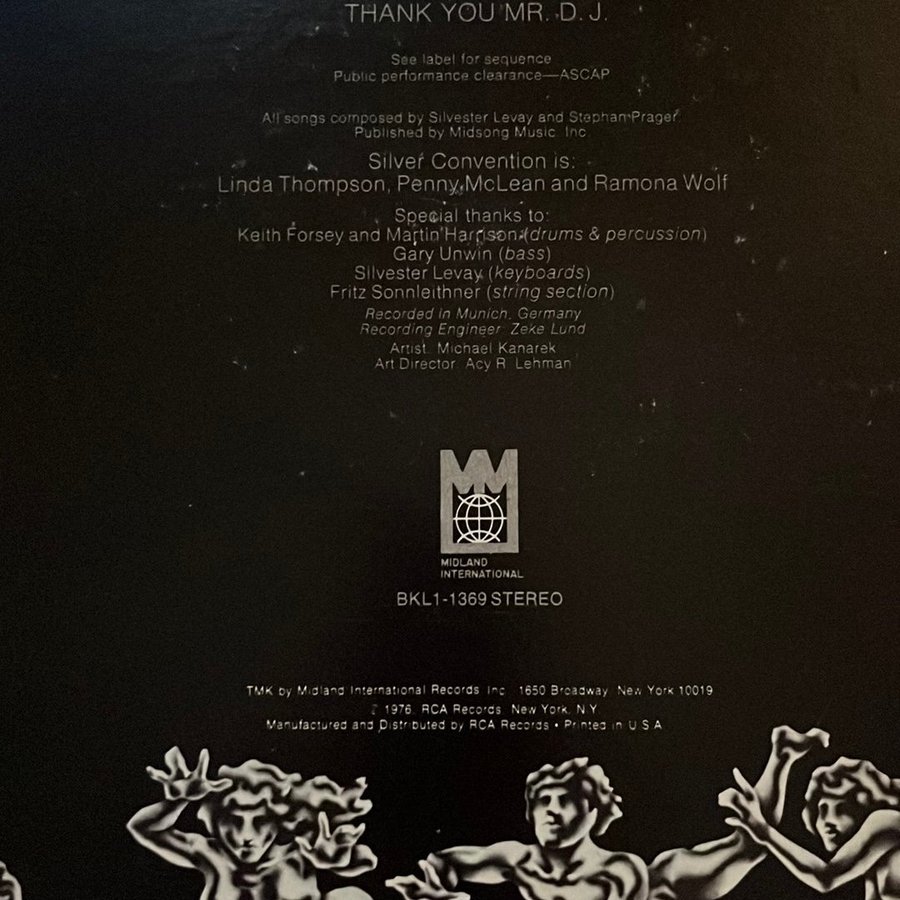 THANK YOU MR. D. J.
See label for sequence
Public performance clearance—ASCAP
All songs composed by Silvester Levay and Stephan Prager.
Published by Midsong Music, Inc.
Silver Convention is:
Linda Thompson, Penny McLean and Ramona Wolf
Special thanks to:
Keith Forsey and Martin Harrison (drums & percussion)
Gary Unwin (bass)
Silvester Levay (keyboards)
Fritz Sonnleithner (string section)
Recorded in Munich, Germany
Recording Engineer: Zeke Lund
Artist: Michael Kanarek
Art Director: Acy R. Lehman
MIDLAND
INTERNATIONAL
BKL1-1369 STEREO
TMK by Midland International Records, Inc., 1650 Broadway, New York 10019
1976, RCA Records, New York, N.Y.
Manufactured and Distributed by RCA Records • Printed in U.S.A.